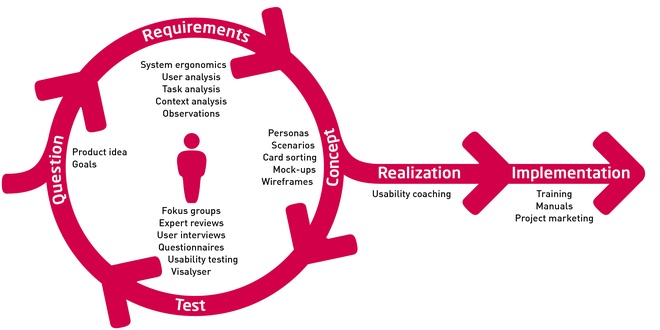 Requirements
System ergonomics
User analysis
Task analysis
Context analysis
Observations
Question
Product idea
Goals
Concept
Personas
Scenarios
Card sorting
Mock-ups
Wireframes
Realization
Usability coaching
Implementation
Training
Manuals
Project marketing
Fokus groups
Expert reviews
User interviews
Questionnaires
Usability testing
Visalyser
Test